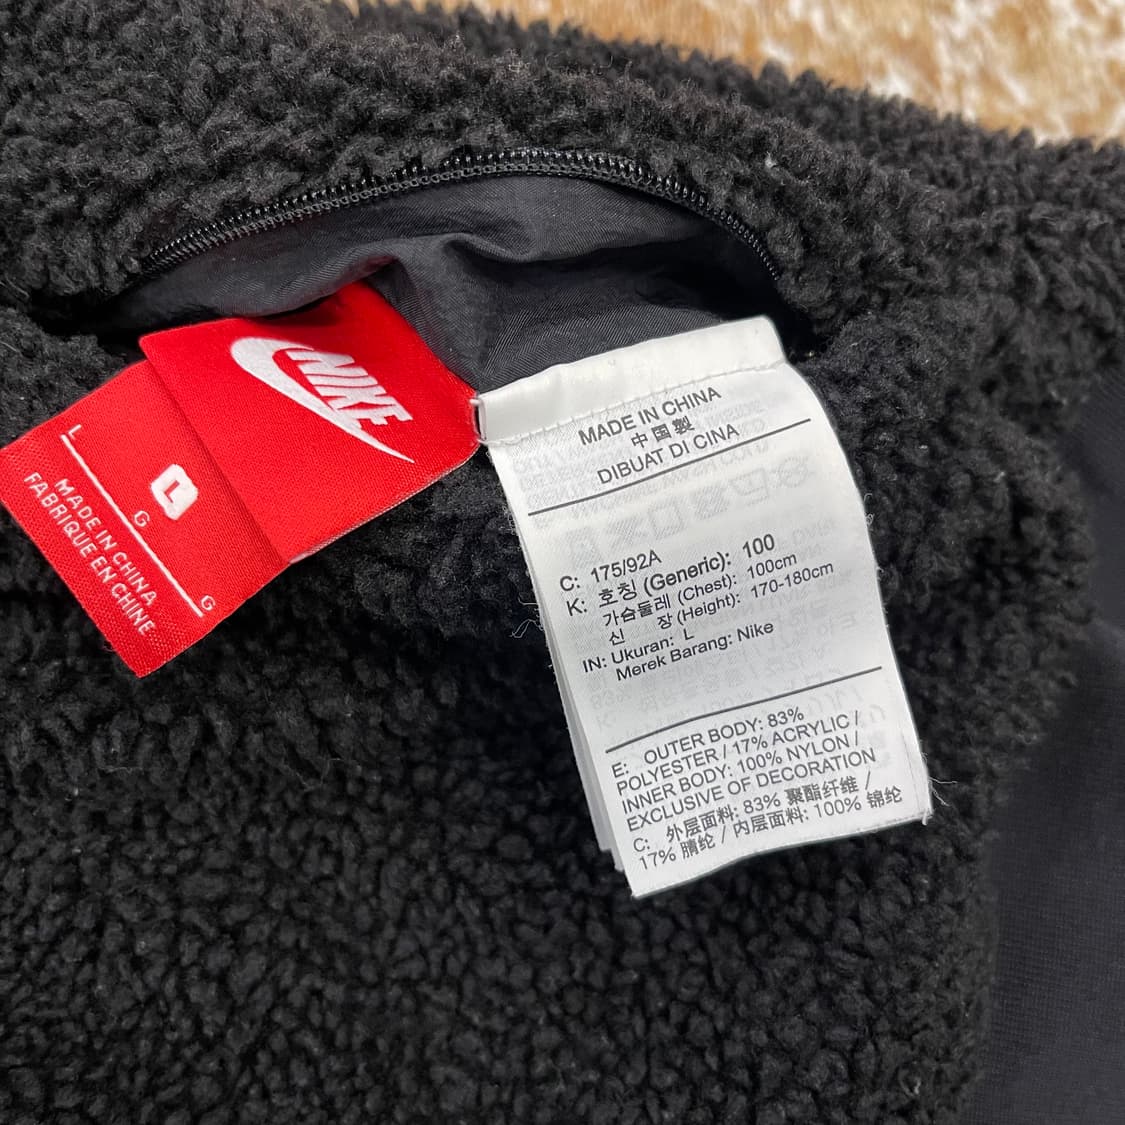 NIKE
L
L
G
G
MADE IN CHINA
FABRIQUE EN CHINE
MADE IN CHINA
中国製
DIBUAT DI CINA
C: 175/92A
K: 호칭 (Generic): 100
가슴둘레 (Chest): 100cm
신 장 (Height): 170-180cm
IN: Ukuran: L
Merek Barang: Nike
E: OUTER BODY: 83%
POLYESTER / 17% ACRYLIC /
INNER BODY: 100% NYLON /
EXCLUSIVE OF DECORATION
C: 外层面料: 83% 聚酯纤维 /
17% 腈纶 / 内层面料: 100% 锦纶